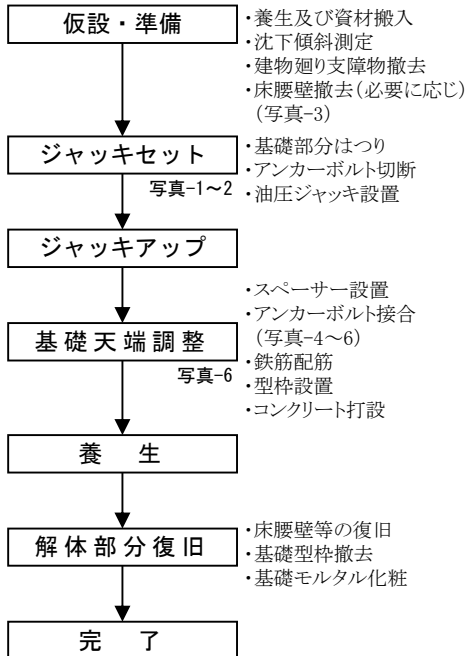 仮設・準備
・養生及び資材搬入
・沈下傾斜測定
・建物廻り支障物撤去
・床腰壁撤去(必要に応じ)
(写真-3)
ジャッキセット
写真-1～2
・基礎部分はつり
・アンカーボルト切断
・油圧ジャッキ設置
ジャッキアップ
基礎天端調整
写真-6
・スペーサー設置
・アンカーボルト接合
(写真-4～6)
・鉄筋配筋
・型枠設置
・コンクリート打設
養 生
解体部分復旧
・床腰壁等の復旧
・基礎型枠撤去
・基礎モルタル化粧
完 了